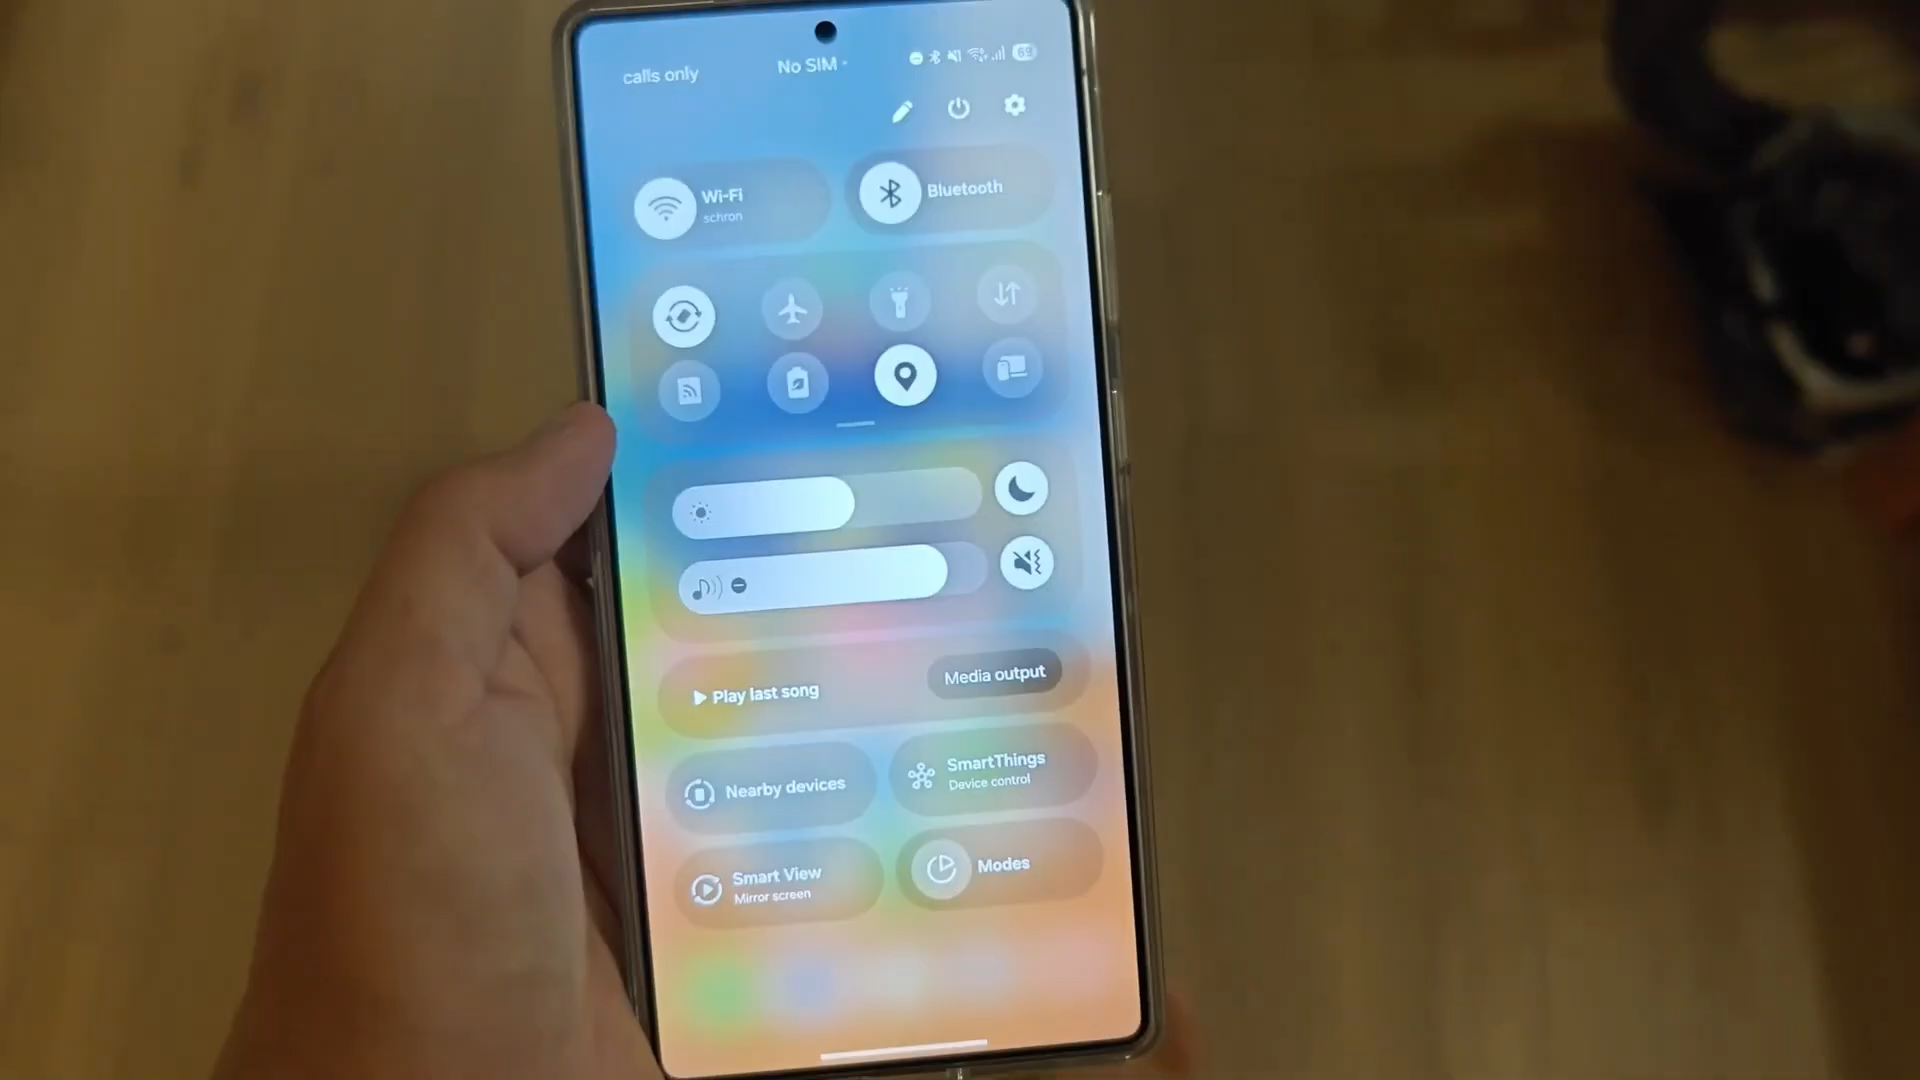 calls only
No SIM
69
Wi-Fi
schron
Bluetooth
Play last song
Media output
Nearby devices
SmartThings
Device control
Smart View
Mirror screen
Modes